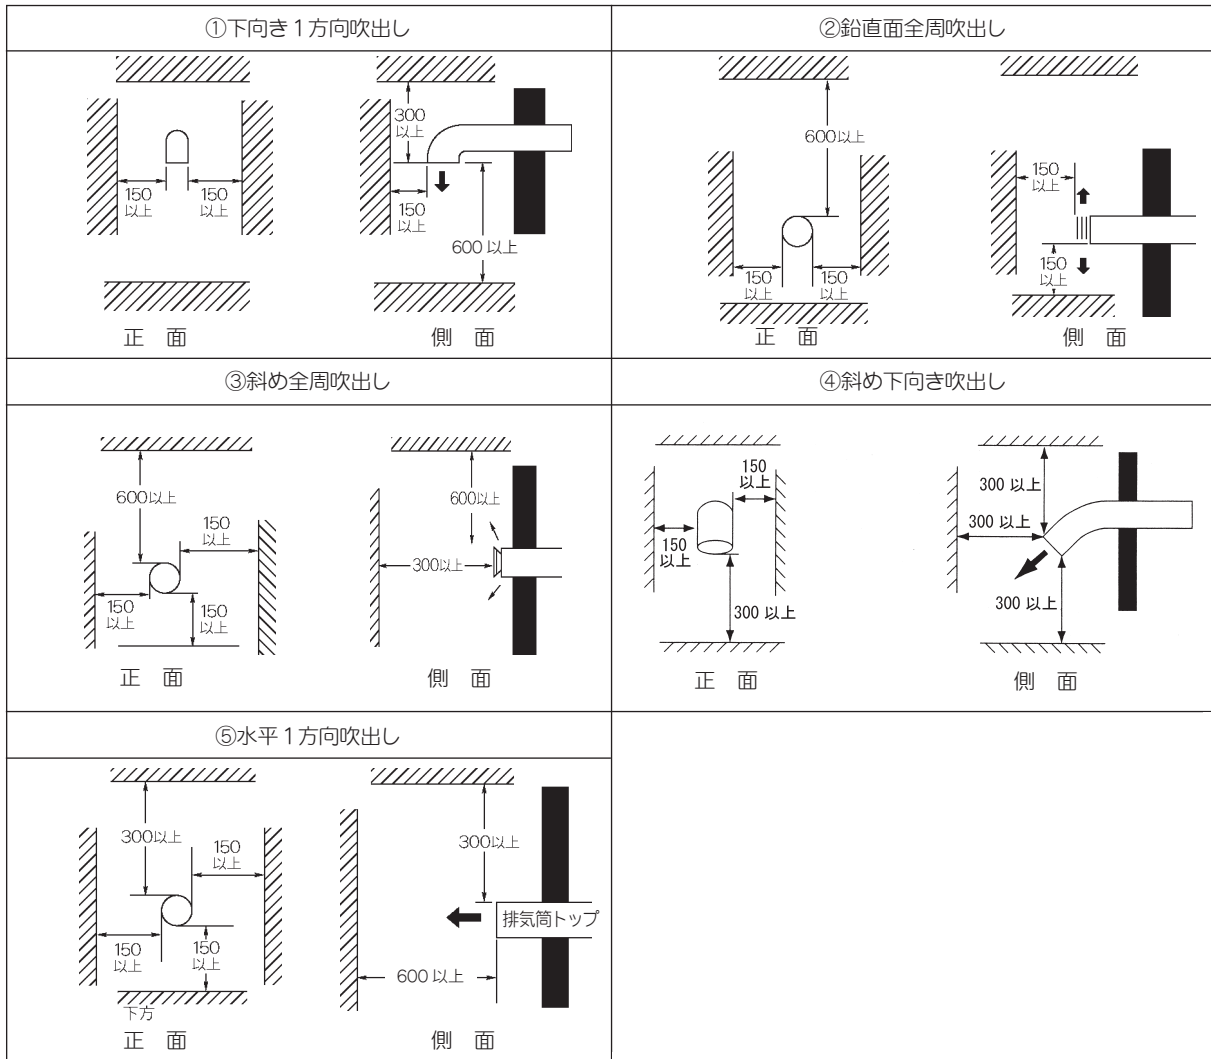 ①下向き1方向吹出し
150
以上
150
以上
正 面
300
以上
150
以上
600 以上
側 面
②鉛直面全周吹出し
600以上
150
以上
150
以上
正 面
150
以上
150
以上
側 面
③斜め全周吹出し
600以上
150
以上
150
以上
150
以上
正 面
600以上
300以上
側 面
④斜め下向き吹出し
150
以上
150
以上
300 以上
正 面
300 以上
300 以上
300 以上
側 面
⑤水平1方向吹出し
300以上
150
以上
150
以上
150
以上
下方
正 面
300以上
排気筒トップ
600 以上
側 面